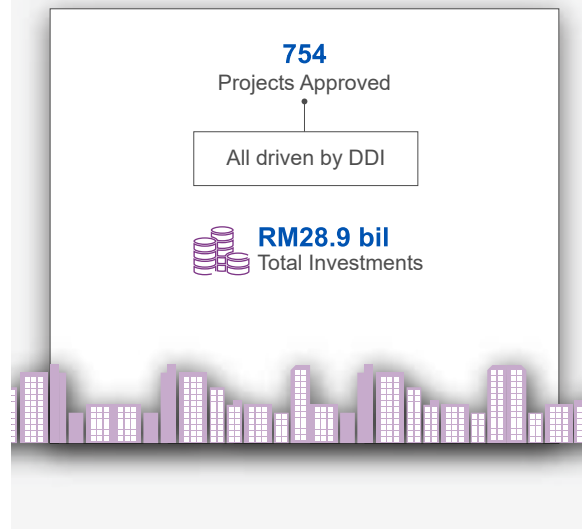 754
Projects Approved
All driven by DDI
RM28.9 bil
Total Investments